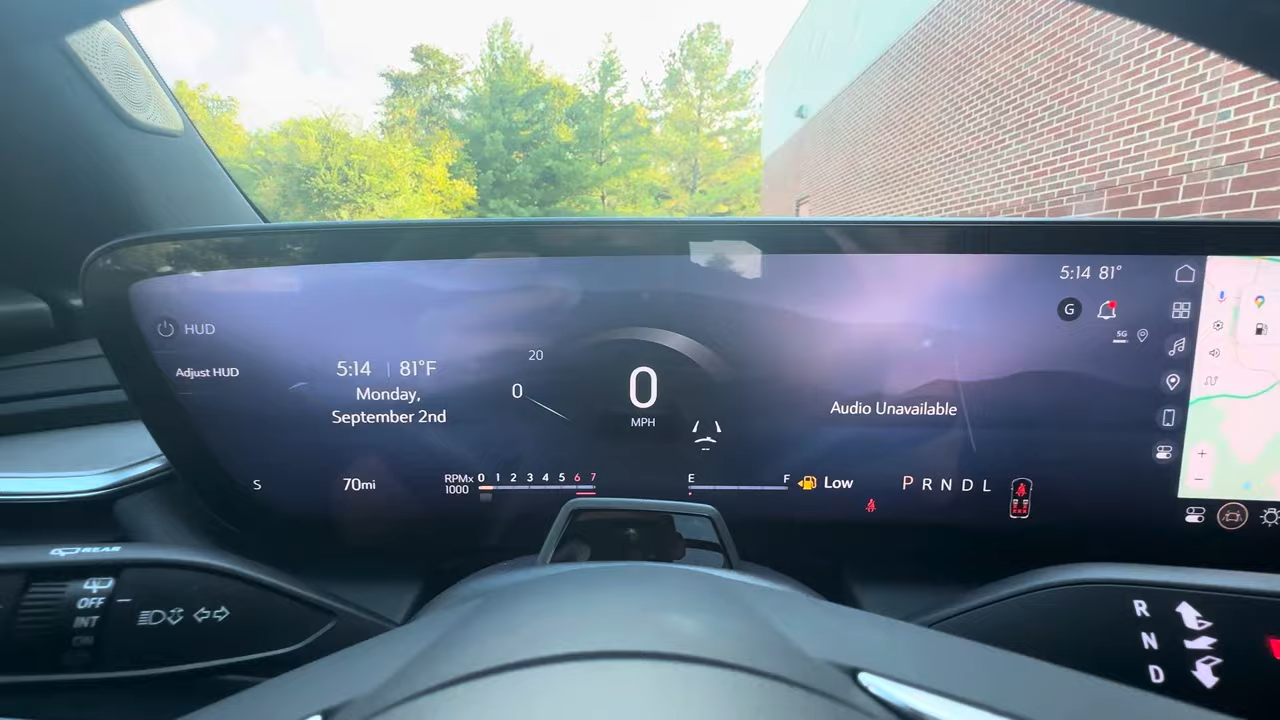 5:14 81°
HUD
G
5G
20
Adjust HUD
5:14 81°F
0
0
Monday,
September 2nd
MPH
Audio Unavailable
--
S
70mi
RPMx
1000
0 1 2 3 4 5 6 7
E
F
Low
P R N D L
REAR
OFF
INT
ON
R
N
D